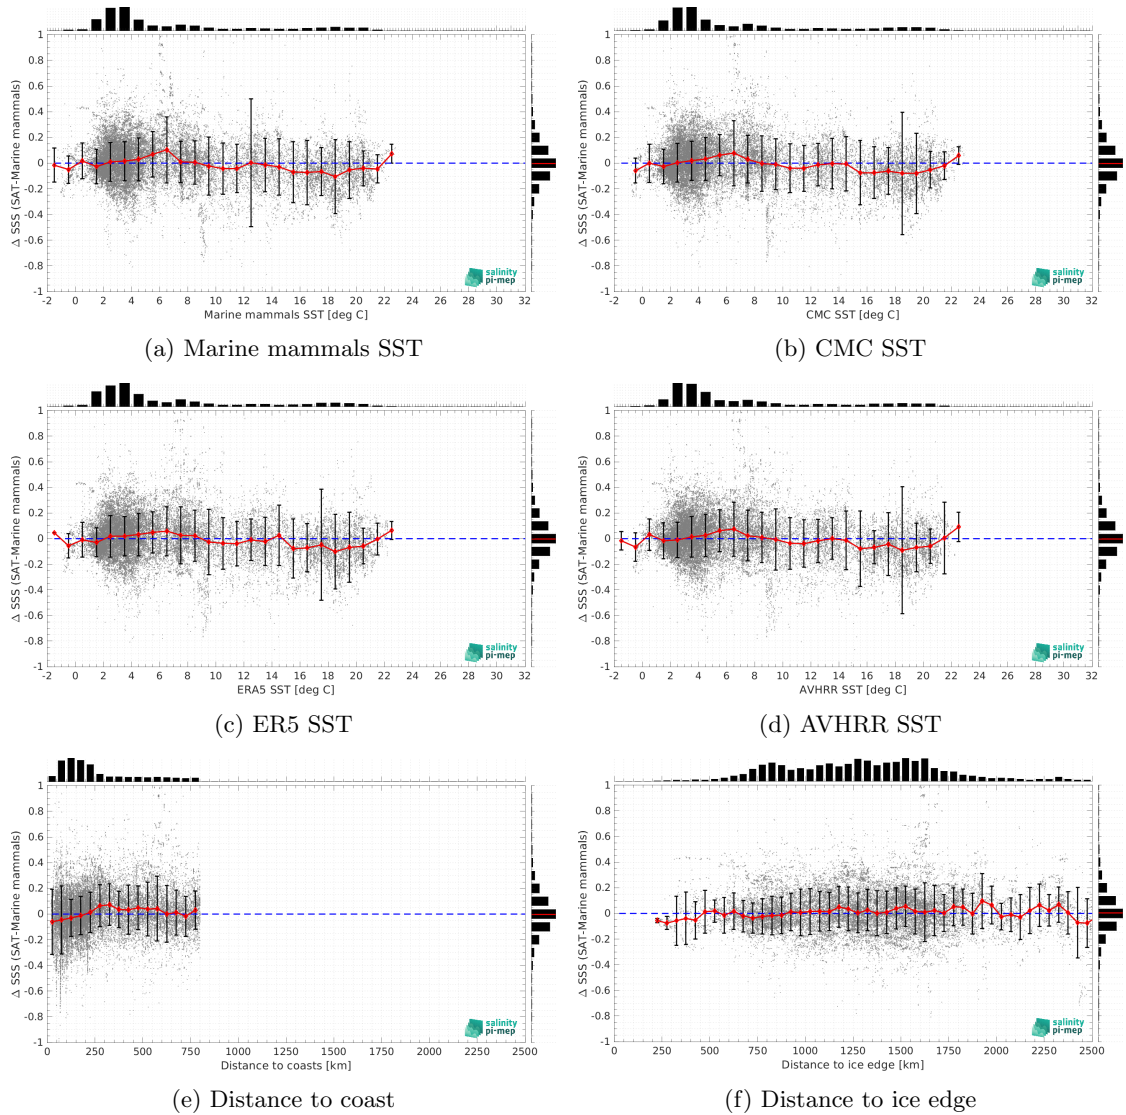 1
0.8
0.6
0.4
0.2
0
-0.2
-0.4
-0.6
-0.8
-1
Δ SSS (SAT-Marine mammals)
-2 0 2 4 6 8 10 12 14 16 18 20 22 24 26 28 30 32
Marine mammals SST [deg C]
salinity
pi-mep
(a) Marine mammals SST
1
0.8
0.6
0.4
0.2
0
-0.2
-0.4
-0.6
-0.8
-1
Δ SSS (SAT-Marine mammals)
-2 0 2 4 6 8 10 12 14 16 18 20 22 24 26 28 30 32
CMC SST [deg C]
salinity
pi-mep
(b) CMC SST
1
0.8
0.6
0.4
0.2
0
-0.2
-0.4
-0.6
-0.8
-1
Δ SSS (SAT-Marine mammals)
-2 0 2 4 6 8 10 12 14 16 18 20 22 24 26 28 30 32
ERA5 SST [deg C]
salinity
pi-mep
(c) ER5 SST
1
0.8
0.6
0.4
0.2
0
-0.2
-0.4
-0.6
-0.8
-1
Δ SSS (SAT-Marine mammals)
-2 0 2 4 6 8 10 12 14 16 18 20 22 24 26 28 30 32
AVHRR SST [deg C]
salinity
pi-mep
(d) AVHRR SST
1
0.8
0.6
0.4
0.2
0
-0.2
-0.4
-0.6
-0.8
-1
Δ SSS (SAT-Marine mammals)
0 250 500 750 1000 1250 1500 1750 2000 2250 2500
Distance to coasts [km]
salinity
pi-mep
(e) Distance to coast
1
0.8
0.6
0.4
0.2
0
-0.2
-0.4
-0.6
-0.8
-1
Δ SSS (SAT-Marine mammals)
0 250 500 750 1000 1250 1500 1750 2000 2250 2500
Distance to ice edge [km]
salinity
pi-mep
(f) Distance to ice edge